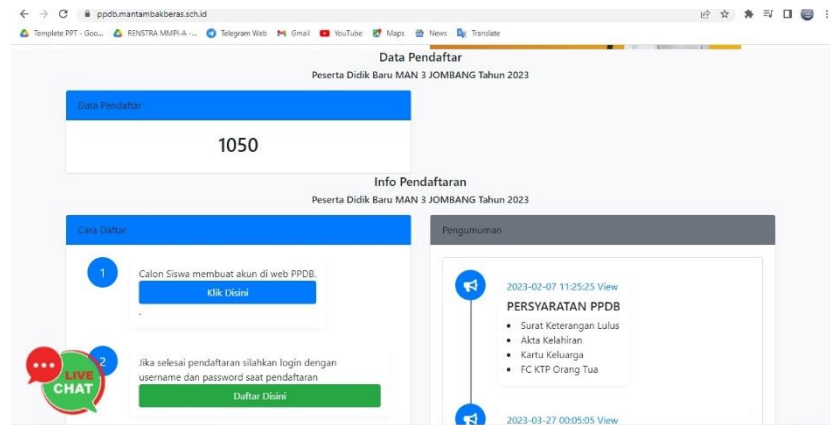 ppdb.mantambakberas.sch.id
Templete PPT - Goo... RENSTRA MMPI-A -... Telegram Web Gmail YouTube Maps News Translate
Data Pendaftar
Peserta Didik Baru MAN 3 JOMBANG Tahun 2023
Data Pendaftar
1050
Info Pendaftaran
Peserta Didik Baru MAN 3 JOMBANG Tahun 2023
Cara Daftar
1
Calon Siswa membuat akun di web PPDB.
Klik Disini
-
2
Jika selesai pendaftaran silahkan login dengan
username dan password saat pendaftaran
Daftar Disini
LIVE
CHAT
Pengumuman
2023-02-07 11:25:25 View
PERSYARATAN PPDB
• Surat Keterangan Lulus
• Akta Kelahiran
• Kartu Keluarga
• FC KTP Orang Tua
2023-03-27 00:05:05 View